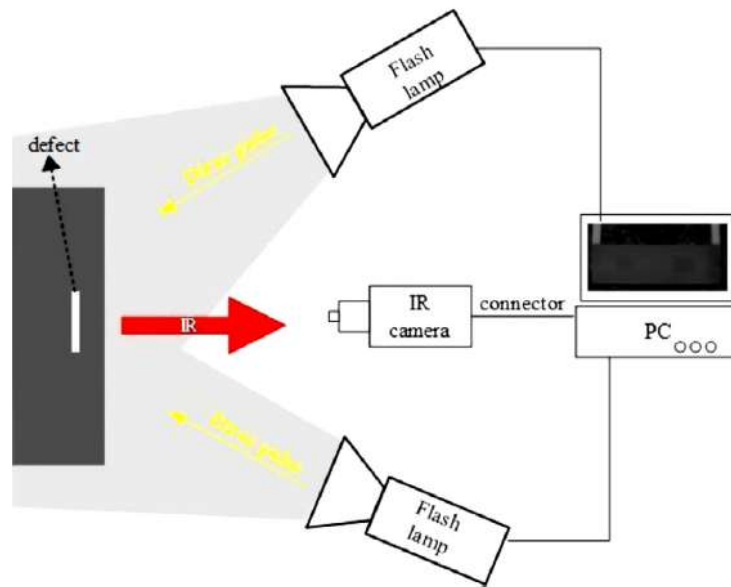 Flash
lamp
defect
IR
IR
camera
connector
PC
Flash
lamp